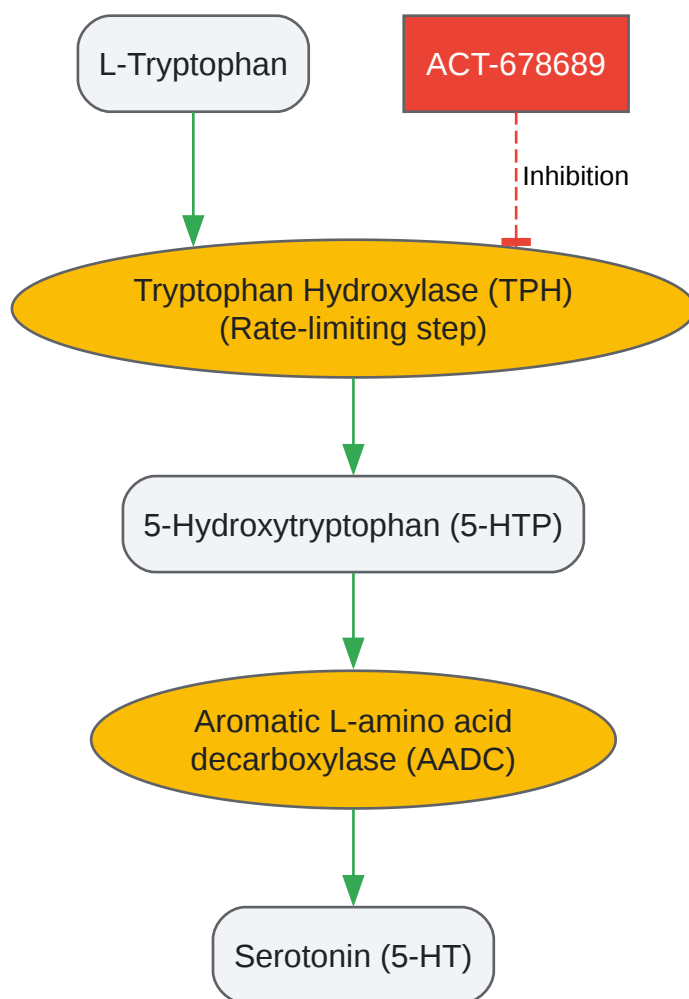 L-Tryptophan
ACT-678689
Inhibition
Tryptophan Hydroxylase (TPH)
(Rate-limiting step)
5-Hydroxytryptophan (5-HTP)
Aromatic L-amino acid
decarboxylase (AADC)
Serotonin (5-HT)